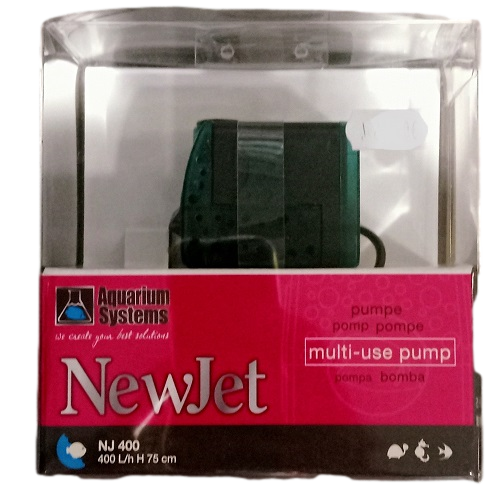 Aquarium
Systems
we create your best solutions
NewJet
pumpe
pomp pompe
multi-use pump
pompa bomba
NJ 400
400 L/h H 75 cm